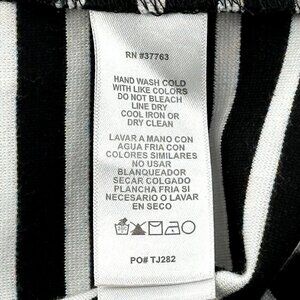 RN #37763
HAND WASH COLD
WITH LIKE COLORS
DO NOT BLEACH
LINE DRY
COOL IRON OR
DRY CLEAN
LAVAR A MANO CON
AGUA FRIA CON
COLORES SIMILARES
NO USAR
BLANQUEADOR
SECAR COLGADO
PLANCHA FRIA SI
NECESARIO O LAVAR
EN SECO
PO# TJ282